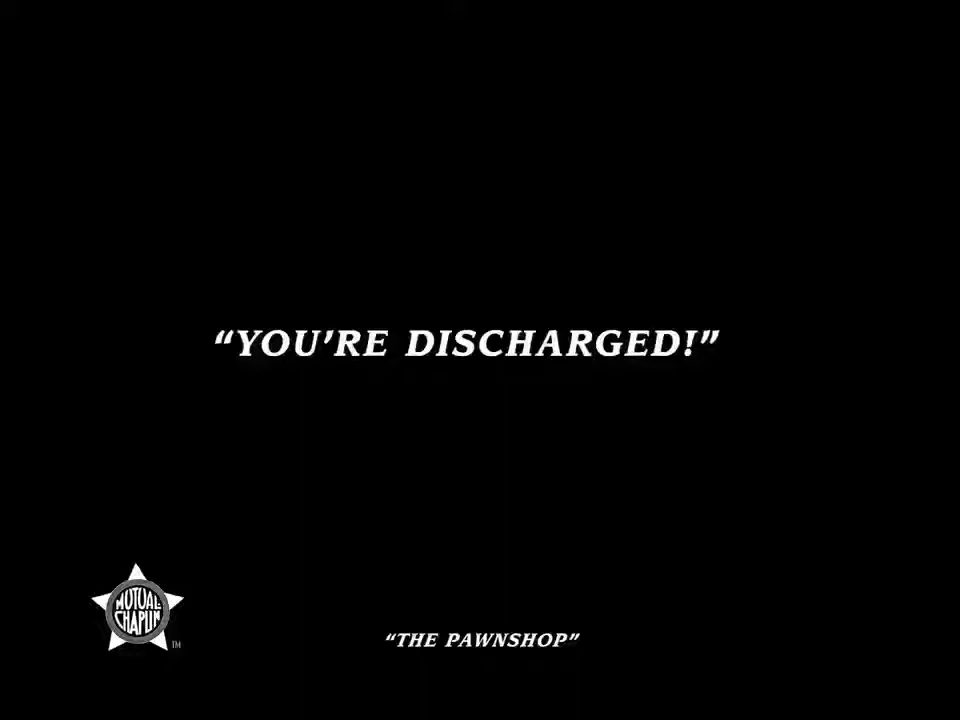 “YOU’RE DISCHARGED!”
MUTUAL-
CHAPLIN
TM
“THE PAWNSHOP”